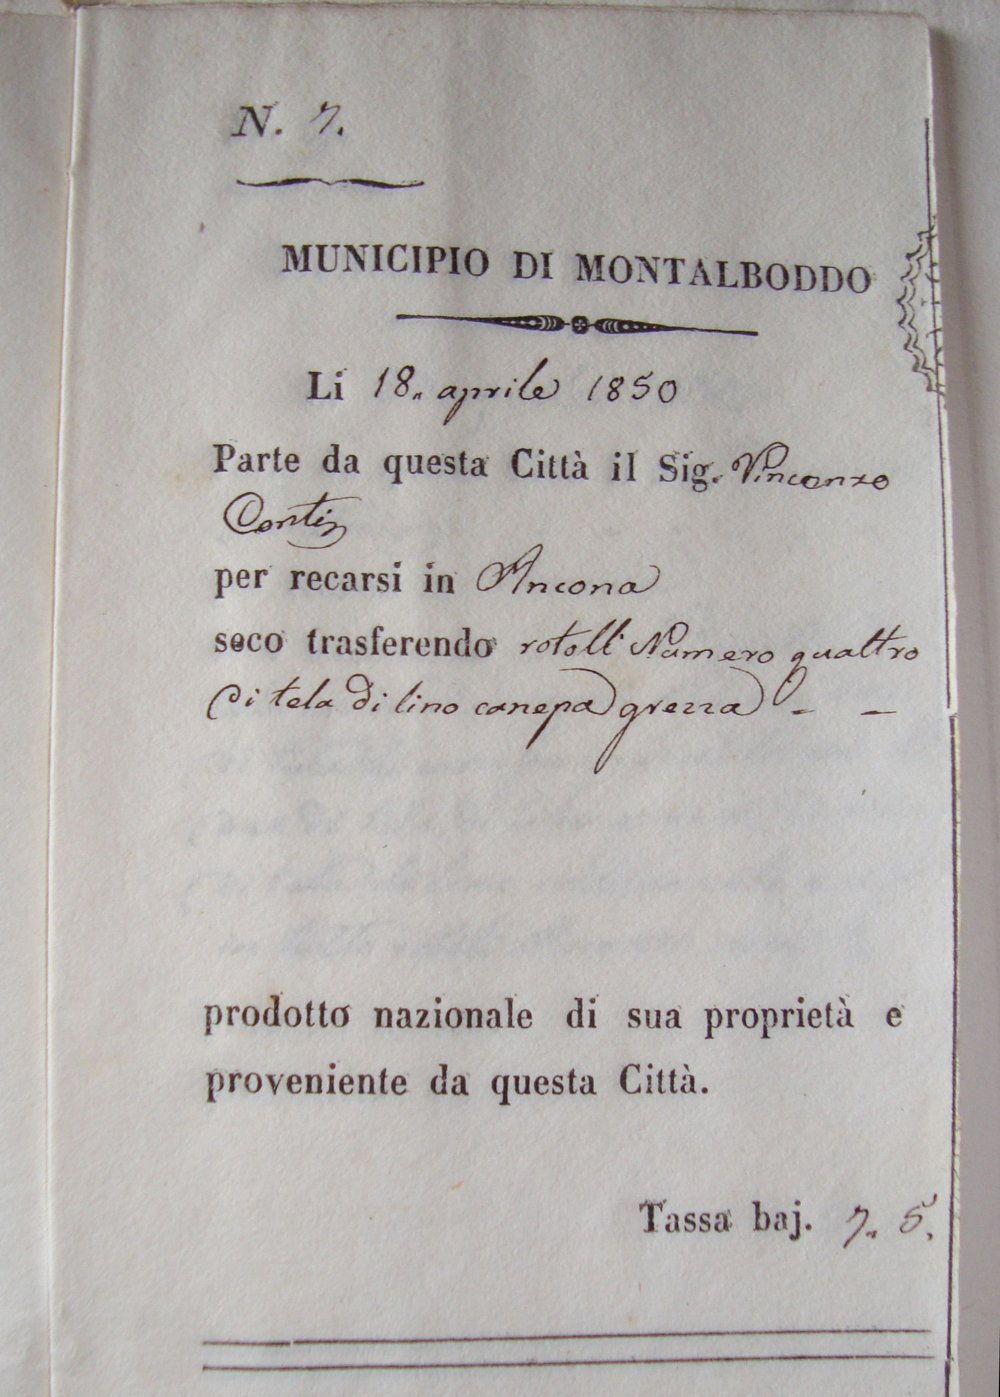 N. 7.
MUNICIPIO DI MONTALBODDO
Li 18. aprile 1850
Parte da questa Città il Sig. Vincenzo
Conti
per recarsi in Ancona
seco trasferendo rotoli Numero quattro
di tela di lino canepa grezza - -
prodotto nazionale di sua proprietà e
proveniente da questa Città.
Tassa baj. 7. 5.